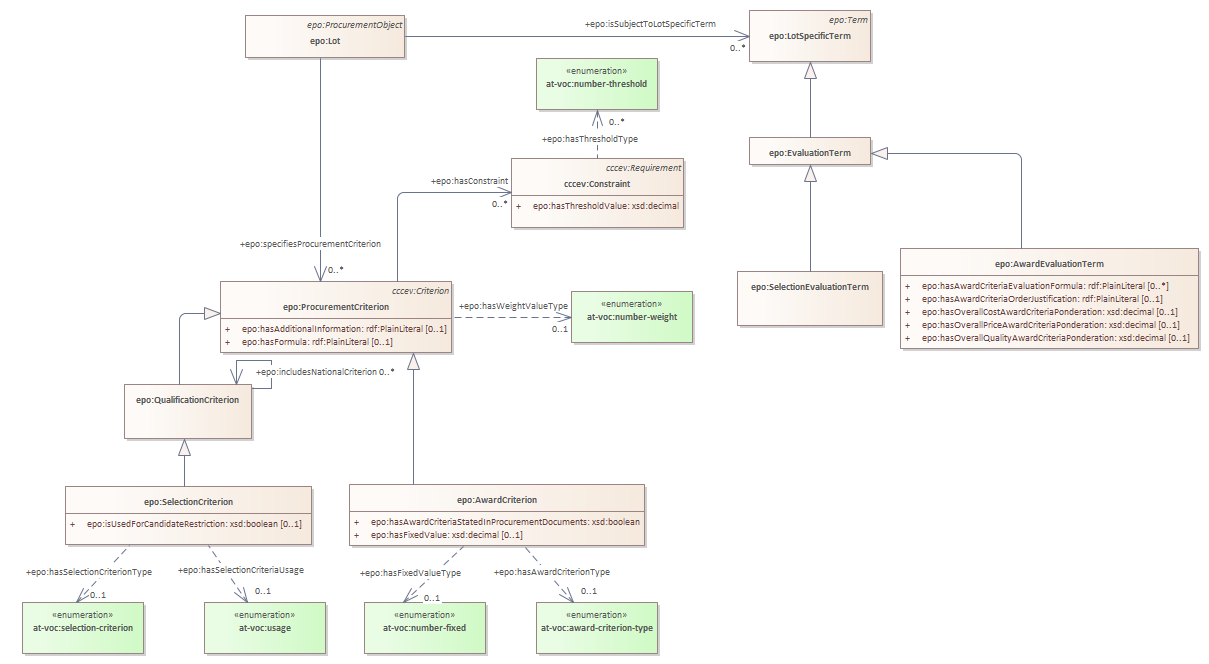 epo:ProcurementObject
epo:Lot
+epo:isSubjectToLotSpecificTerm
0..*
epo:Term
epo:LotSpecificTerm
«enumeration»
at-voc:number-threshold
0..*
+epo:hasThresholdType
epo:EvaluationTerm
cccev:Requirement
cccev:Constraint
+ epo:hasThresholdValue: xsd:decimal
+epo:hasConstraint
0..*
+epo:specifiesProcurementCriterion
0..*
epo:AwardEvaluationTerm
+ epo:hasAwardCriteriaEvaluationFormula: rdf:PlainLiteral [0..*]
+ epo:hasAwardCriteriaOrderJustification: rdf:PlainLiteral [0..1]
+ epo:hasOverallCostAwardCriteriaPonderation: xsd:decimal [0..1]
+ epo:hasOverallPriceAwardCriteriaPonderation: xsd:decimal [0..1]
+ epo:hasOverallQualityAwardCriteriaPonderation: xsd:decimal [0..1]
epo:SelectionEvaluationTerm
cccev:Criterion
epo:ProcurementCriterion
+ epo:hasAdditionalInformation: rdf:PlainLiteral [0..1]
+ epo:hasFormula: rdf:PlainLiteral [0..1]
+epo:hasWeightValueType
0..1
«enumeration»
at-voc:number-weight
+epo:includesNationalCriterion 0..*
epo:QualificationCriterion
epo:SelectionCriterion
+ epo:isUsedForCandidateRestriction: xsd:boolean [0..1]
epo:AwardCriterion
+ epo:hasAwardCriteriaStatedInProcurementDocuments: xsd:boolean
+ epo:hasFixedValue: xsd:decimal [0..1]
+epo:hasSelectionCriterionType
0..1
+epo:hasSelectionCriteriaUsage
0..1
+epo:hasFixedValueType
0..1
+epo:hasAwardCriterionType
0..1
«enumeration»
at-voc:selection-criterion
«enumeration»
at-voc:usage
«enumeration»
at-voc:number-fixed
«enumeration»
at-voc:award-criterion-type